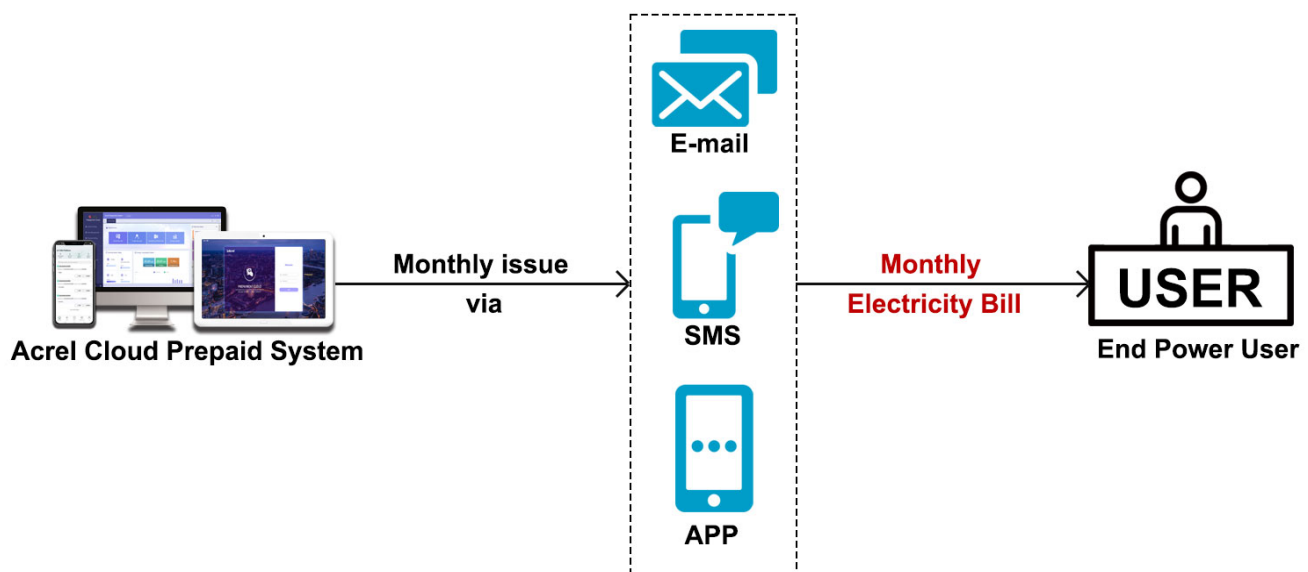 E-mail
Monthly issue
via
Acrel Cloud Prepaid System
SMS
APP
Monthly
Electricity Bill
USER
End Power User